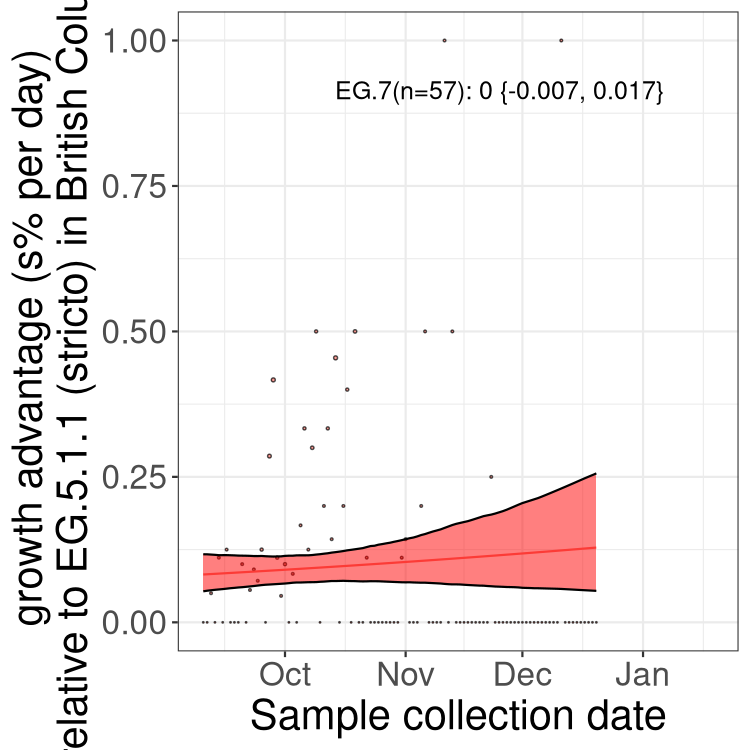 growth advantage (s% per day)
relative to EG.5.1.1 (stricto) in British Colu
1.00
0.75
0.50
0.25
0.00
EG.7(n=57): 0 {-0.007, 0.017}
Oct Nov Dec Jan
Sample collection date